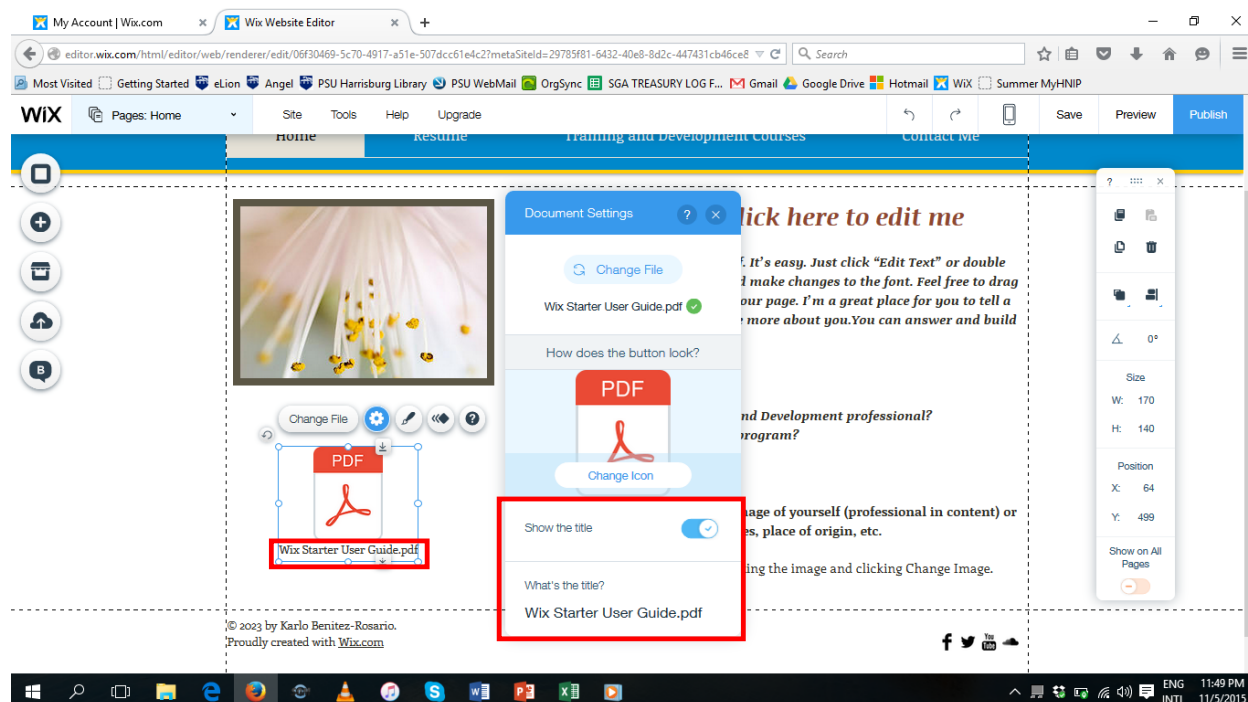 My Account | Wix.com
Wix Website Editor
editor.wix.com/html/editor/web/renderer/edit/06f30469-5c70-4917-a51e-507dcc61e4c2?metaSiteId=29785f81-6432-40e8-8d2c-447431cb46ce8
Search
Most Visited Getting Started eLion Angel PSU Harrisburg Library PSU WebMail OrgSync SGA TREASURY LOG F... Gmail Google Drive Hotmail WiX Summer MyHNIP
WiX Pages: Home Site Tools Help Upgrade Save Preview Publish
Home Resume Training and Development Courses Contact Me
Document Settings ?
Change File
Wix Starter User Guide.pdf
How does the button look?
PDF
Change Icon
Show the title
What's the title?
Wix Starter User Guide.pdf
lick here to edit me
f. It's easy. Just click “Edit Text” or double
d make changes to the font. Feel free to drag
our page. I'm a great place for you to tell a
more about you.You can answer and build
nd Development professional?
program?
age of yourself (professional in content) or
es, place of origin, etc.
ing the image and clicking Change Image.
Change File ?
PDF
Wix Starter User Guide.pdf
B
?
0°
Size
W: 170
H: 140
Position
X: 64
Y: 499
Show on All
Pages
© 2023 by Karlo Benitez-Rosario.
Proudly created with Wix.com
You
Tube
ENG
INTL
11:49 PM
11/5/2015